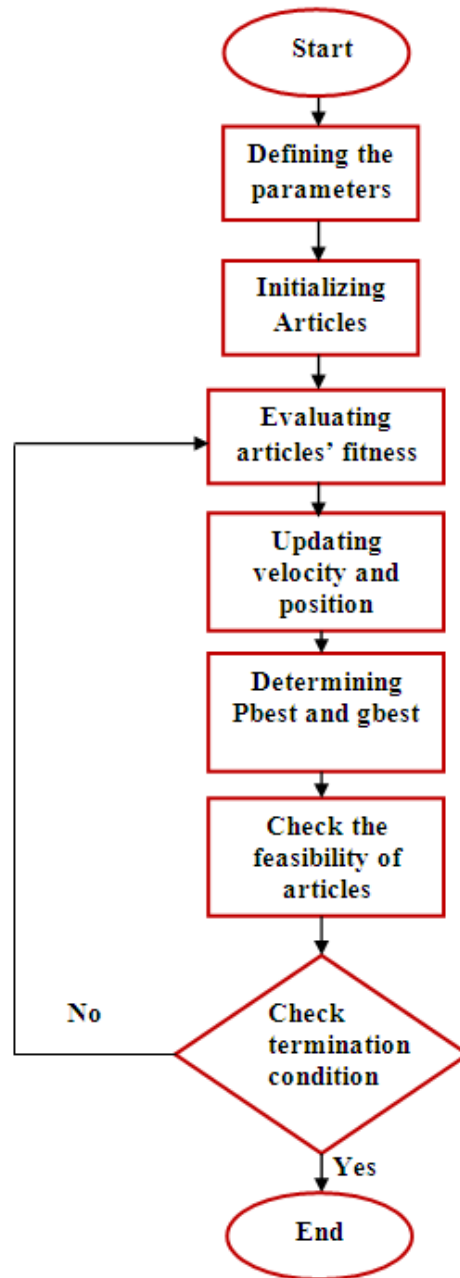 Start
Defining the
parameters
Initializing
Articles
Evaluating
articles’ fitness
Updating
velocity and
position
Determining
Pbest and gbest
Check the
feasibility of
articles
No
Check
termination
condition
Yes
End